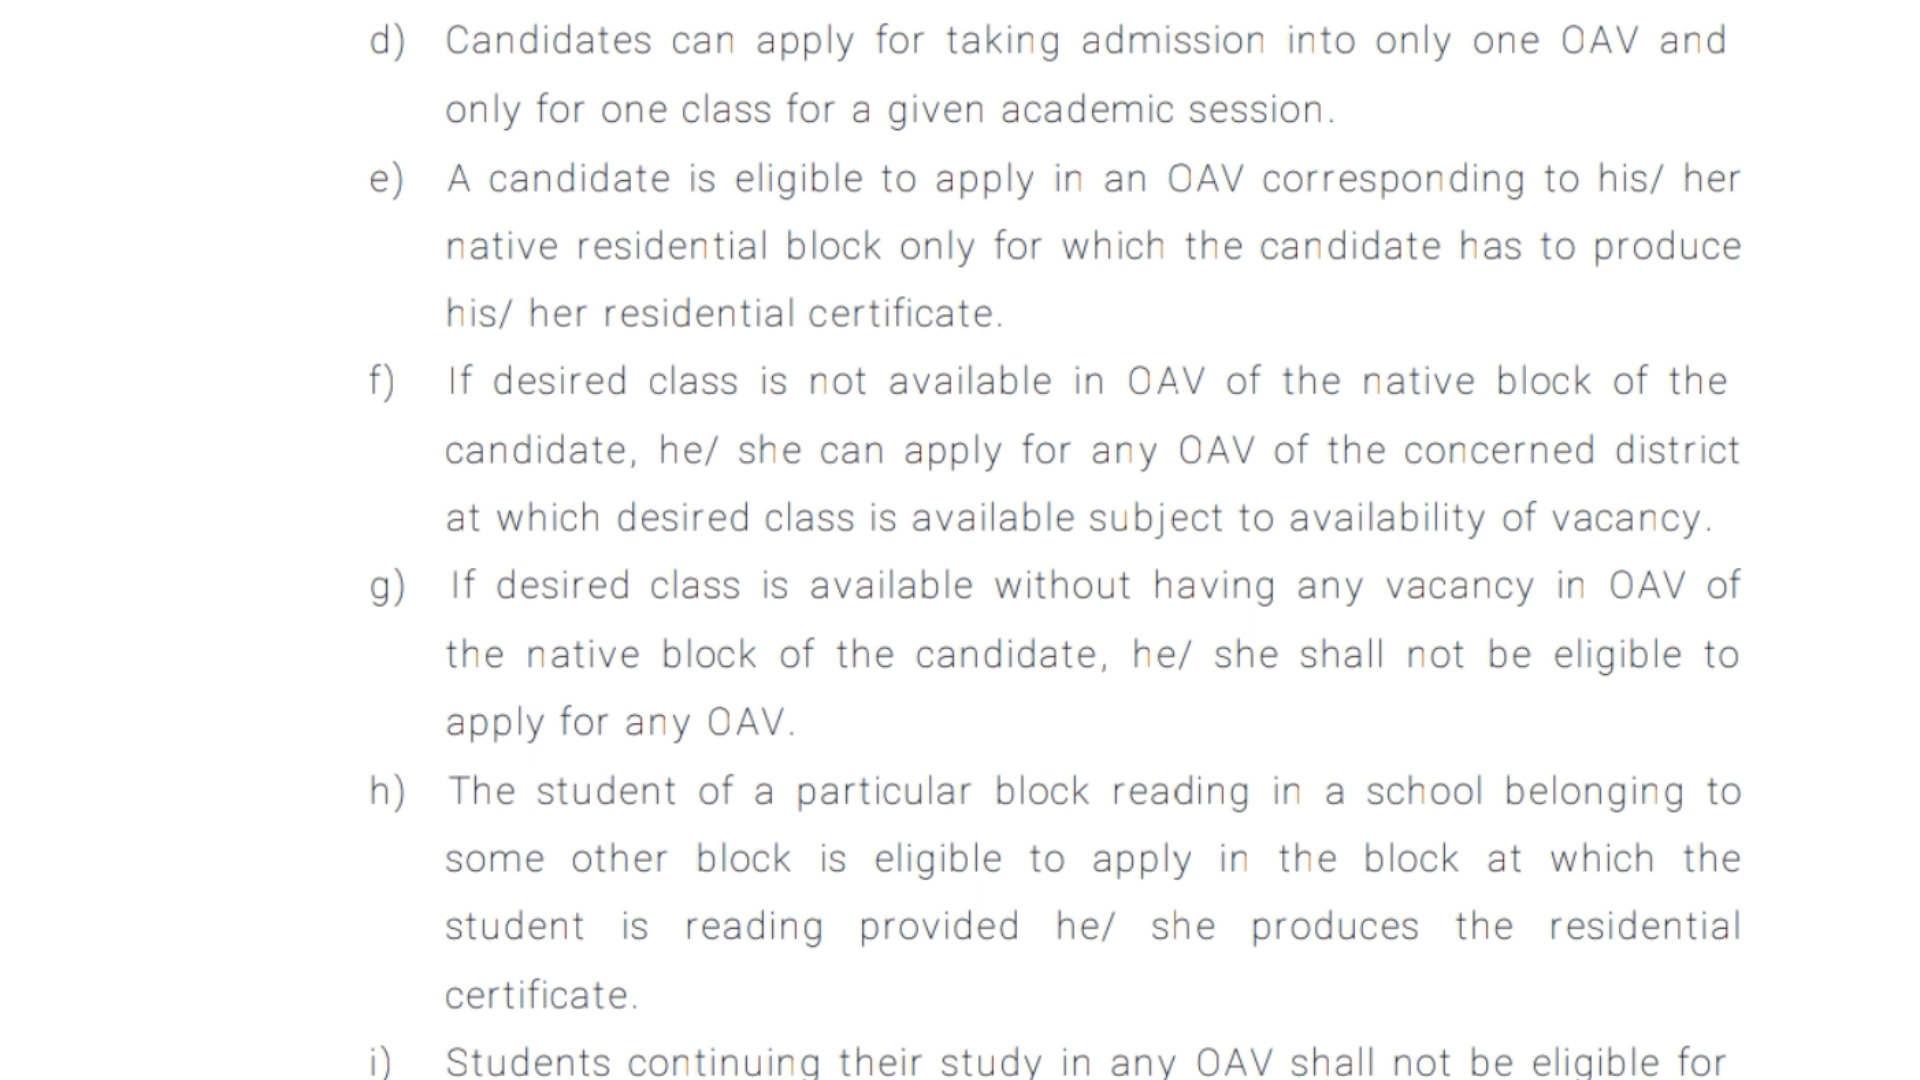 d) Candidates can apply for taking admission into only one OAV and
only for one class for a given academic session.
e) A candidate is eligible to apply in an OAV corresponding to his/ her
native residential block only for which the candidate has to produce
his/ her residential certificate.
f) If desired class is not available in OAV of the native block of the
candidate, he/ she can apply for any OAV of the concerned district
at which desired class is available subject to availability of vacancy.
g) If desired class is available without having any vacancy in OAV of
the native block of the candidate, he/ she shall not be eligible to
apply for any OAV.
h) The student of a particular block reading in a school belonging to
some other block is eligible to apply in the block at which the
student is reading provided he/ she produces the residential
certificate.
i) Students continuing their study in any OAV shall not be eligible for